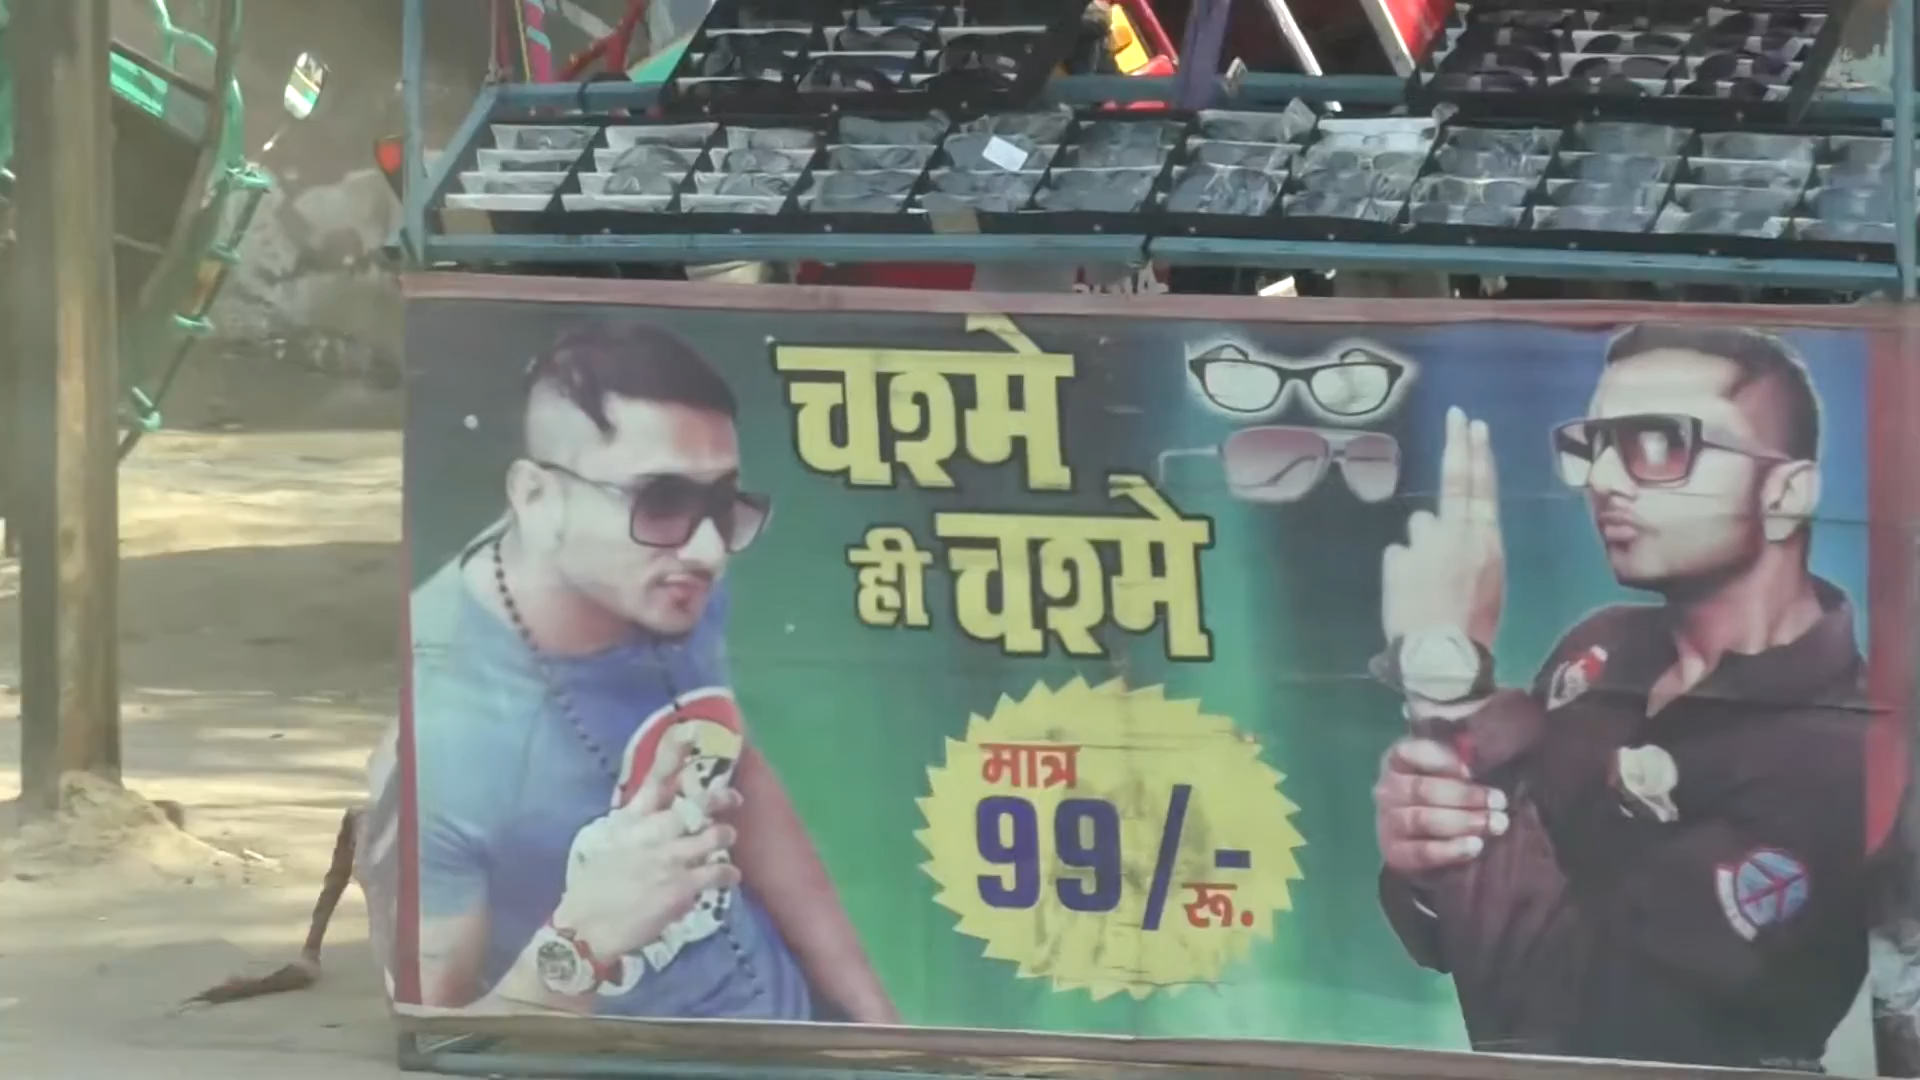 चश्मे
ही चश्मे
मात्र
99/-
रू.